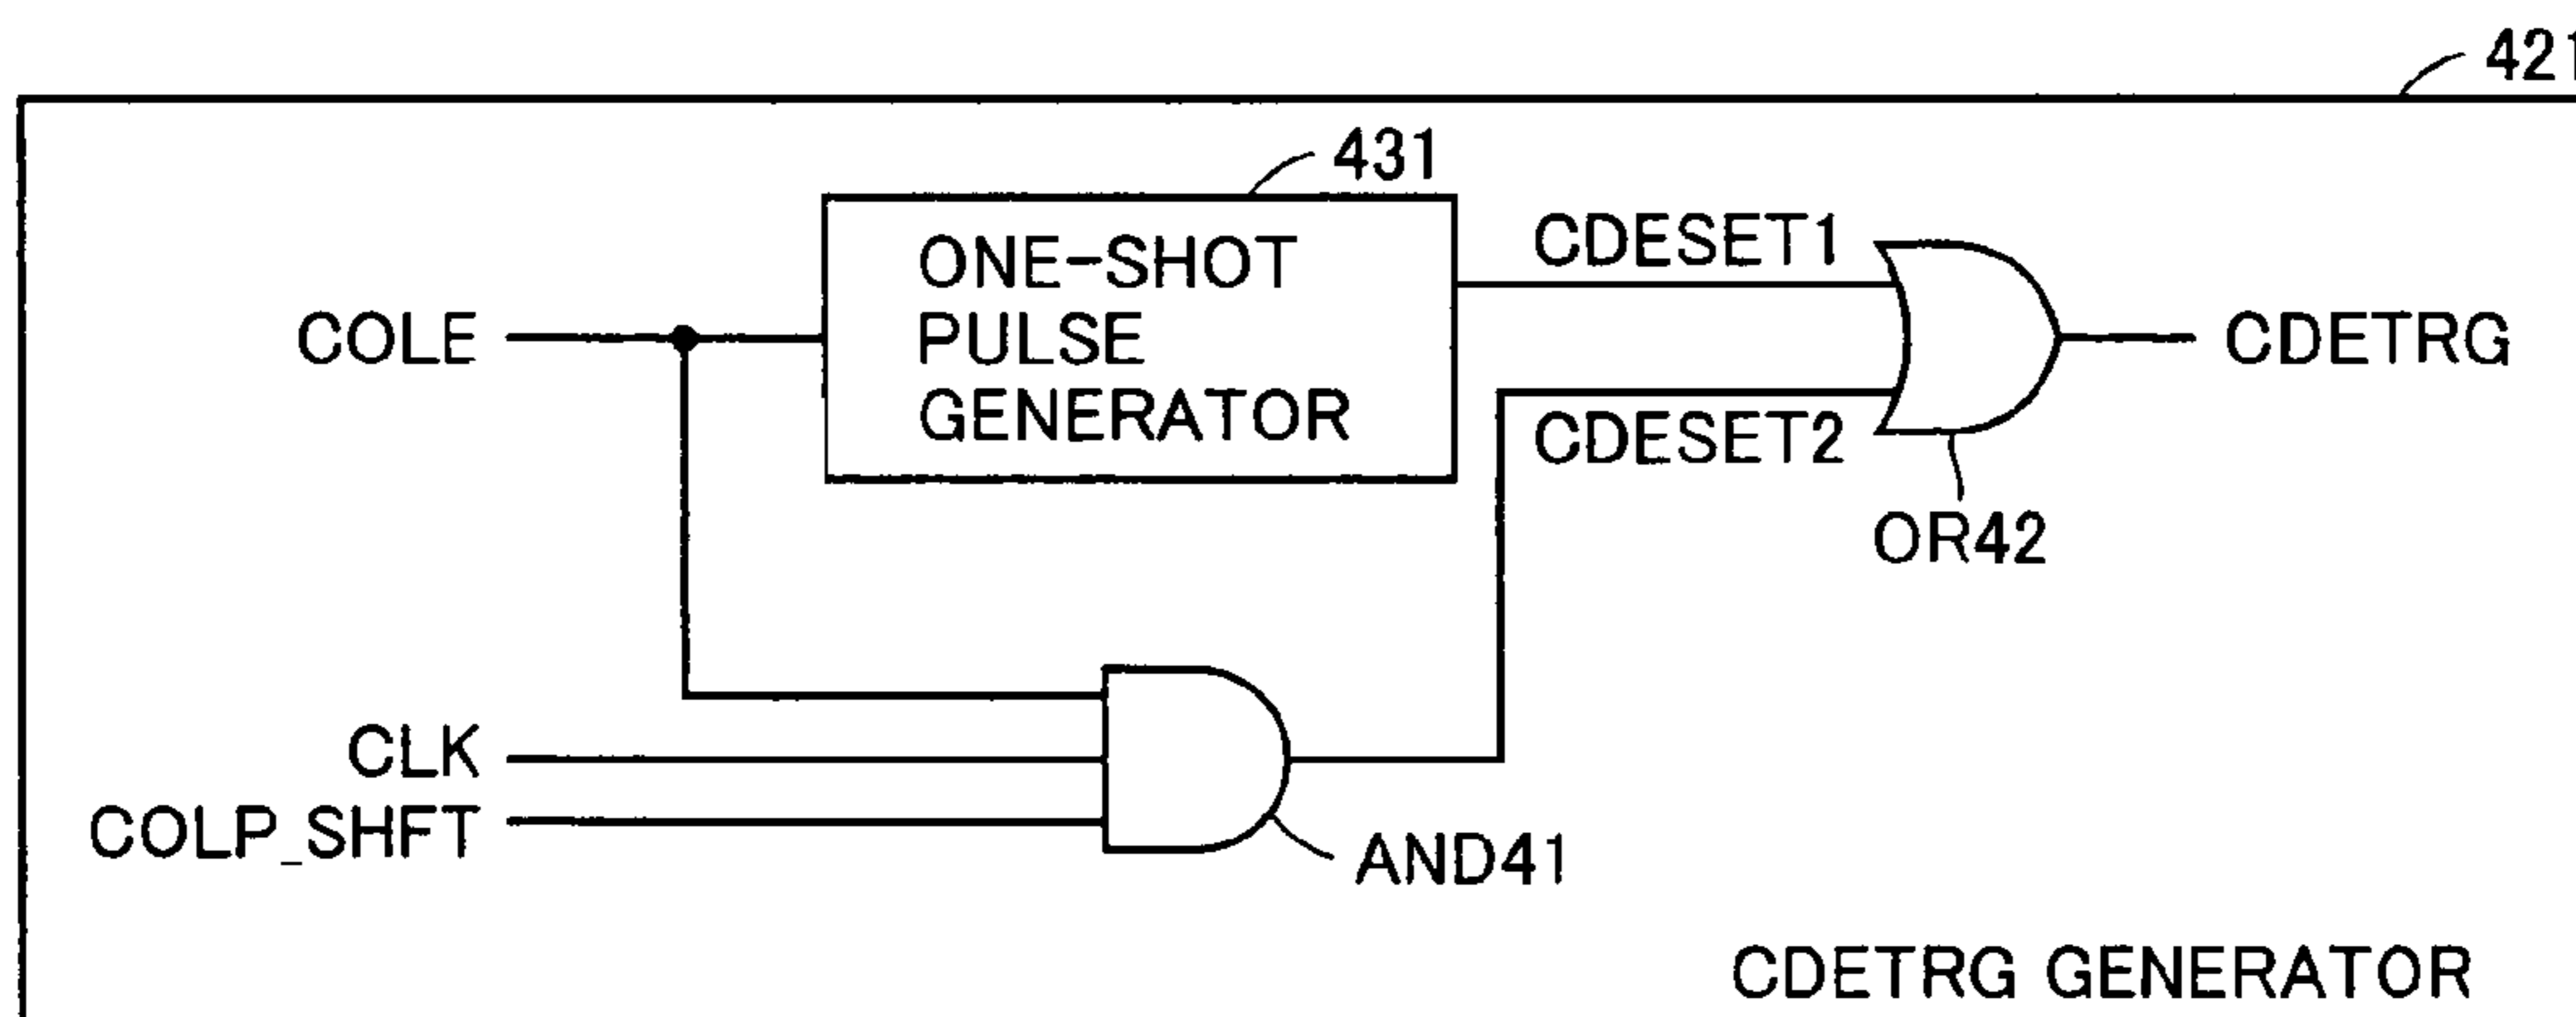 421
431
ONE-SHOT
PULSE
GENERATOR
CDESET1
COLE
CDETRG
CDESET2
OR42
CLK
COLP_SHFT
AND41
CDETRG GENERATOR